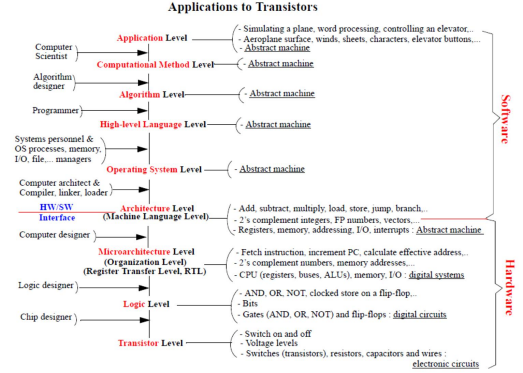 Applications to Transistors
Application Level
- Simulating a plane, word processing, controlling an elevator,...
- Aeroplane surface, winds, sheets, characters, elevator buttons,...
- Abstract machine
Computer
Scientist
Computational Method Level
- Abstract machine
Algorithm
designer
Algorithm Level
- Abstract machine
Programmer
High-level Language Level
- Abstract machine
Systems personnel &
OS processes, memory,
I/O, file,... managers
Operating System Level
- Abstract machine
Computer architect &
Compiler, linker, loader
HW/SW
Interface
Architecture Level
(Machine Language Level)
- Add, subtract, multiply, load, store, jump, branch,..
- 2's complement integers, FP numbers, vectors,...
- Registers, memory, addressing, I/O, interrupts : Abstract machine
Computer designer
Microarchitecture Level
(Organization Level)
(Register Transfer Level, RTL)
- Fetch instruction, increment PC, calculate effective address,..
- 2's complement numbers, memory addresses,...
- CPU (registers, buses, ALUs), memory, I/O : digital systems
Logic designer
Logic Level
- AND, OR, NOT, clocked store on a flip-flop,..
- Bits
- Gates (AND, OR, NOT) and flip-flops : digital circuits
Chip designer
Transistor Level
- Switch on and off
- Voltage levels
- Switches (transistors), resistors, capacitors and wires :
electronic circuits
Software
Hardware